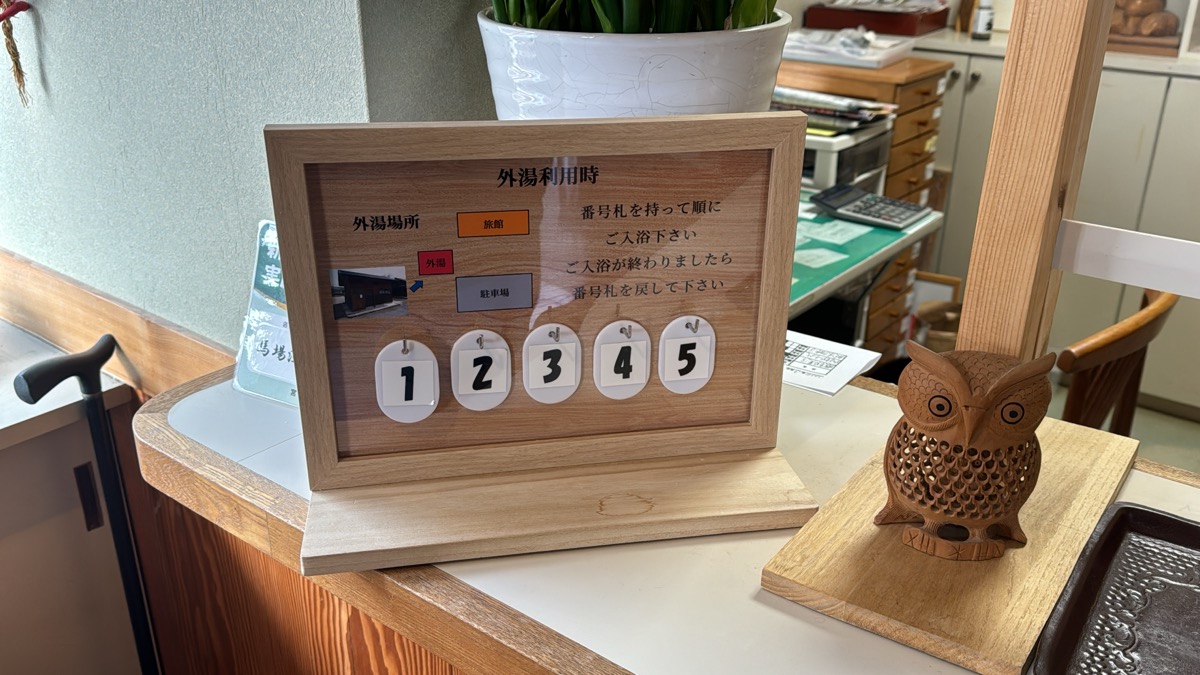 外湯利用時
外湯場所
旅館
外湯
駐車場
番号札を持って順に
ご入浴下さい
ご入浴が終わりましたら
番号札を戻して下さい
1
2
3
4
5
馬場